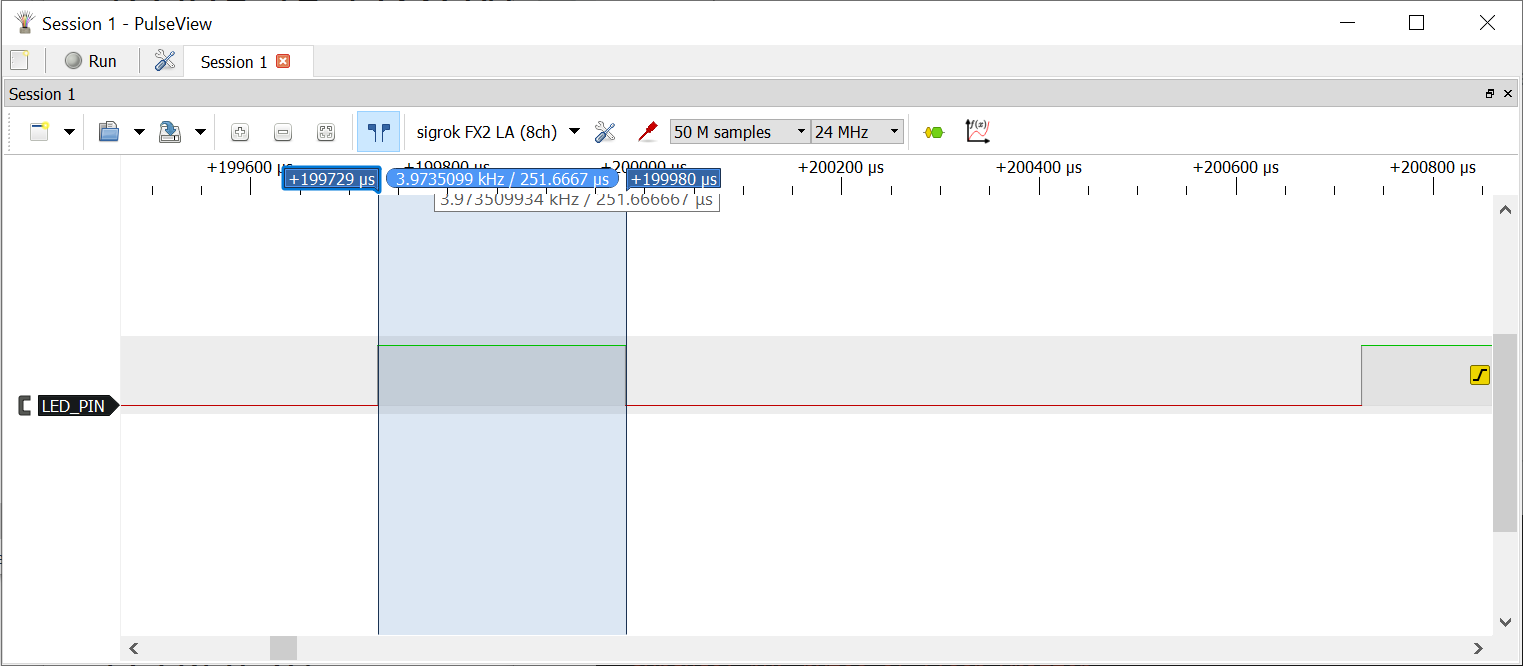 Session 1 - PulseView
Run
Session 1
Session 1
sigrok FX2 LA (8ch)
50 M samples
24 MHz
f(x)
+199600 µs
+199800 µs
+200000 µs
+200200 µs
+200400 µs
+200600 µs
+200800 µs
+199729 µs
3.9735099 kHz / 251.6667 µs
+199980 µs
3.973509934 kHz / 251.666667 µs
LED_PIN